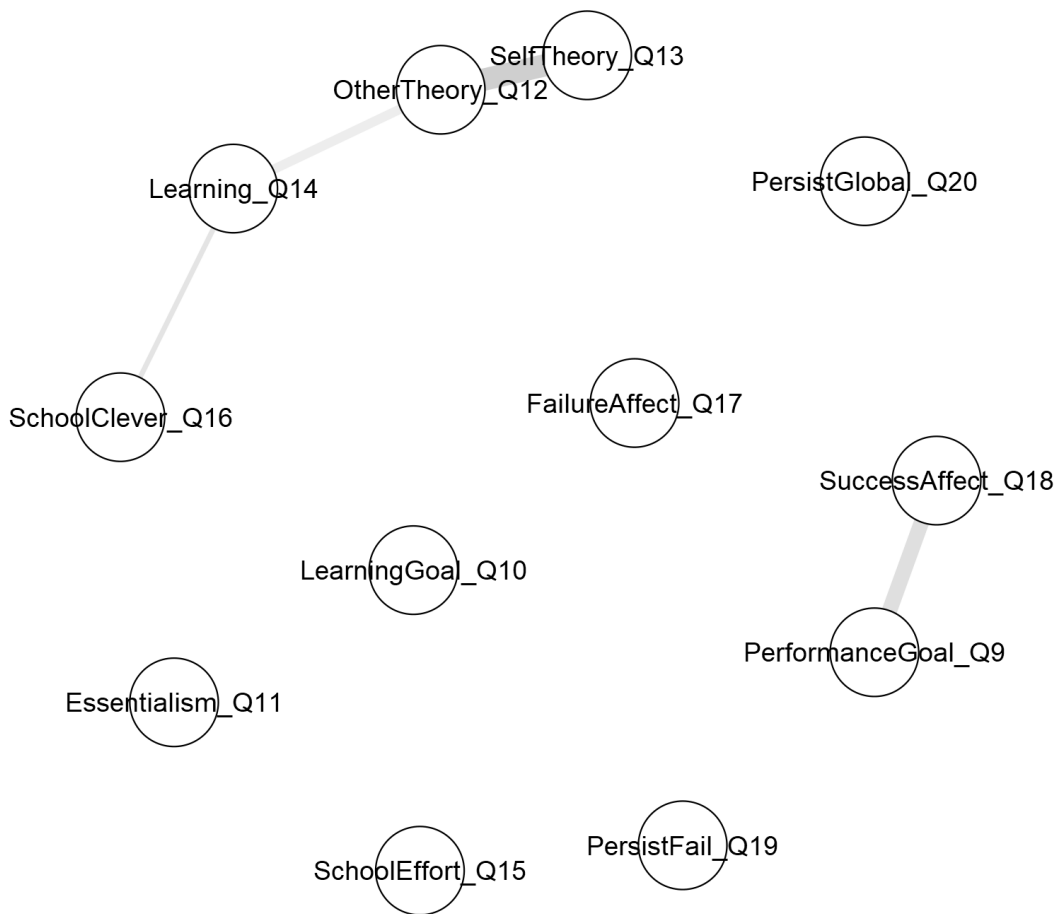 SelfTheory_Q13
OtherTheory_Q12
Learning_Q14
PersistGlobal_Q20
SchoolClever_Q16
FailureAffect_Q17
SuccessAffect_Q18
LearningGoal_Q10
PerformanceGoal_Q9
Essentialism_Q11
PersistFail_Q19
SchoolEffort_Q15